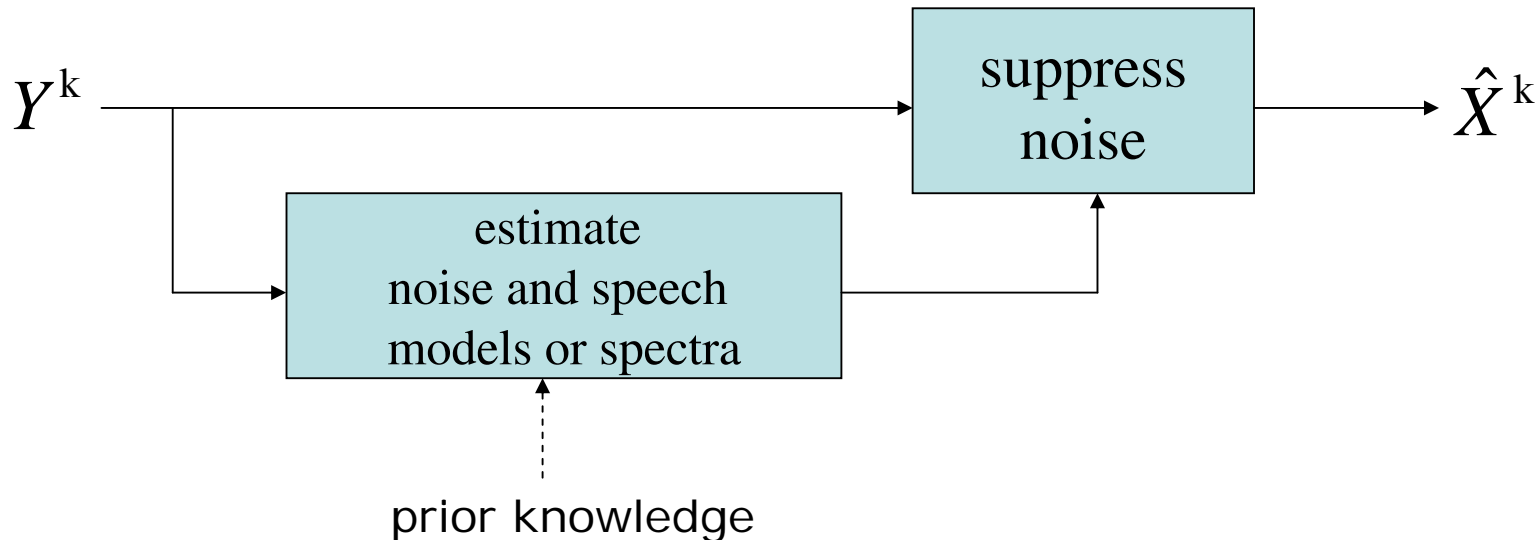 Y^k
suppress
noise
X̂^k
estimate
noise and speech
models or spectra
prior knowledge